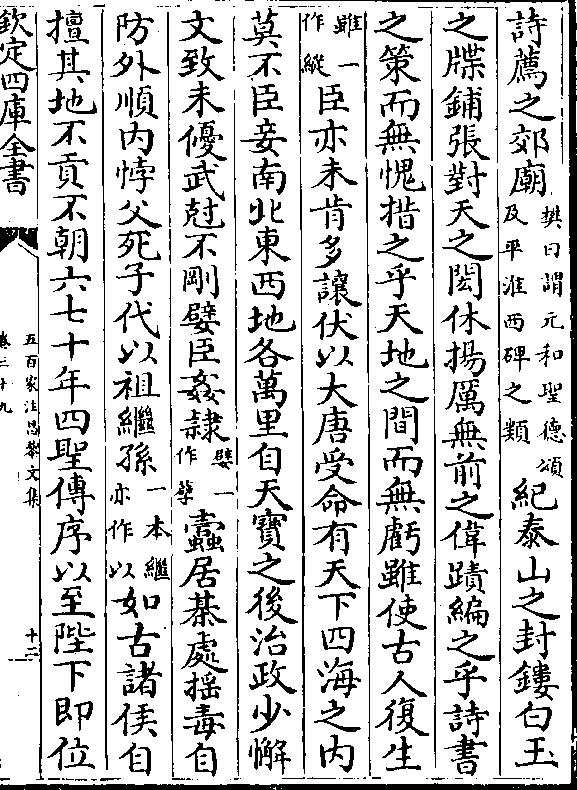 詩薦之郊廟樊曰謂元和聖德頌及平淮西碑之類紀泰山之封鏤白玉
之牒鋪張對天之閎休揚厲無前之偉蹟編之乎詩書
之策而無愧措之乎天地之間而無虧雖使古人復生
雖一作縱臣亦未肯多讓伏以大唐受命有天下四海之內
莫不臣妾南北東西地各萬里自天寶之後治政少懈
文致未優武尅不剛嬖臣姦隷嬖一作孽蠹居棊處揺毒自
防外順內悖父死子代以祖繼孫一本繼亦作以如古諸侯自
擅其地不貢不朝六七十年四聖傳序以至陛下即位
欽定四庫全書
五百家注昌黎文集
卷三十九
十二